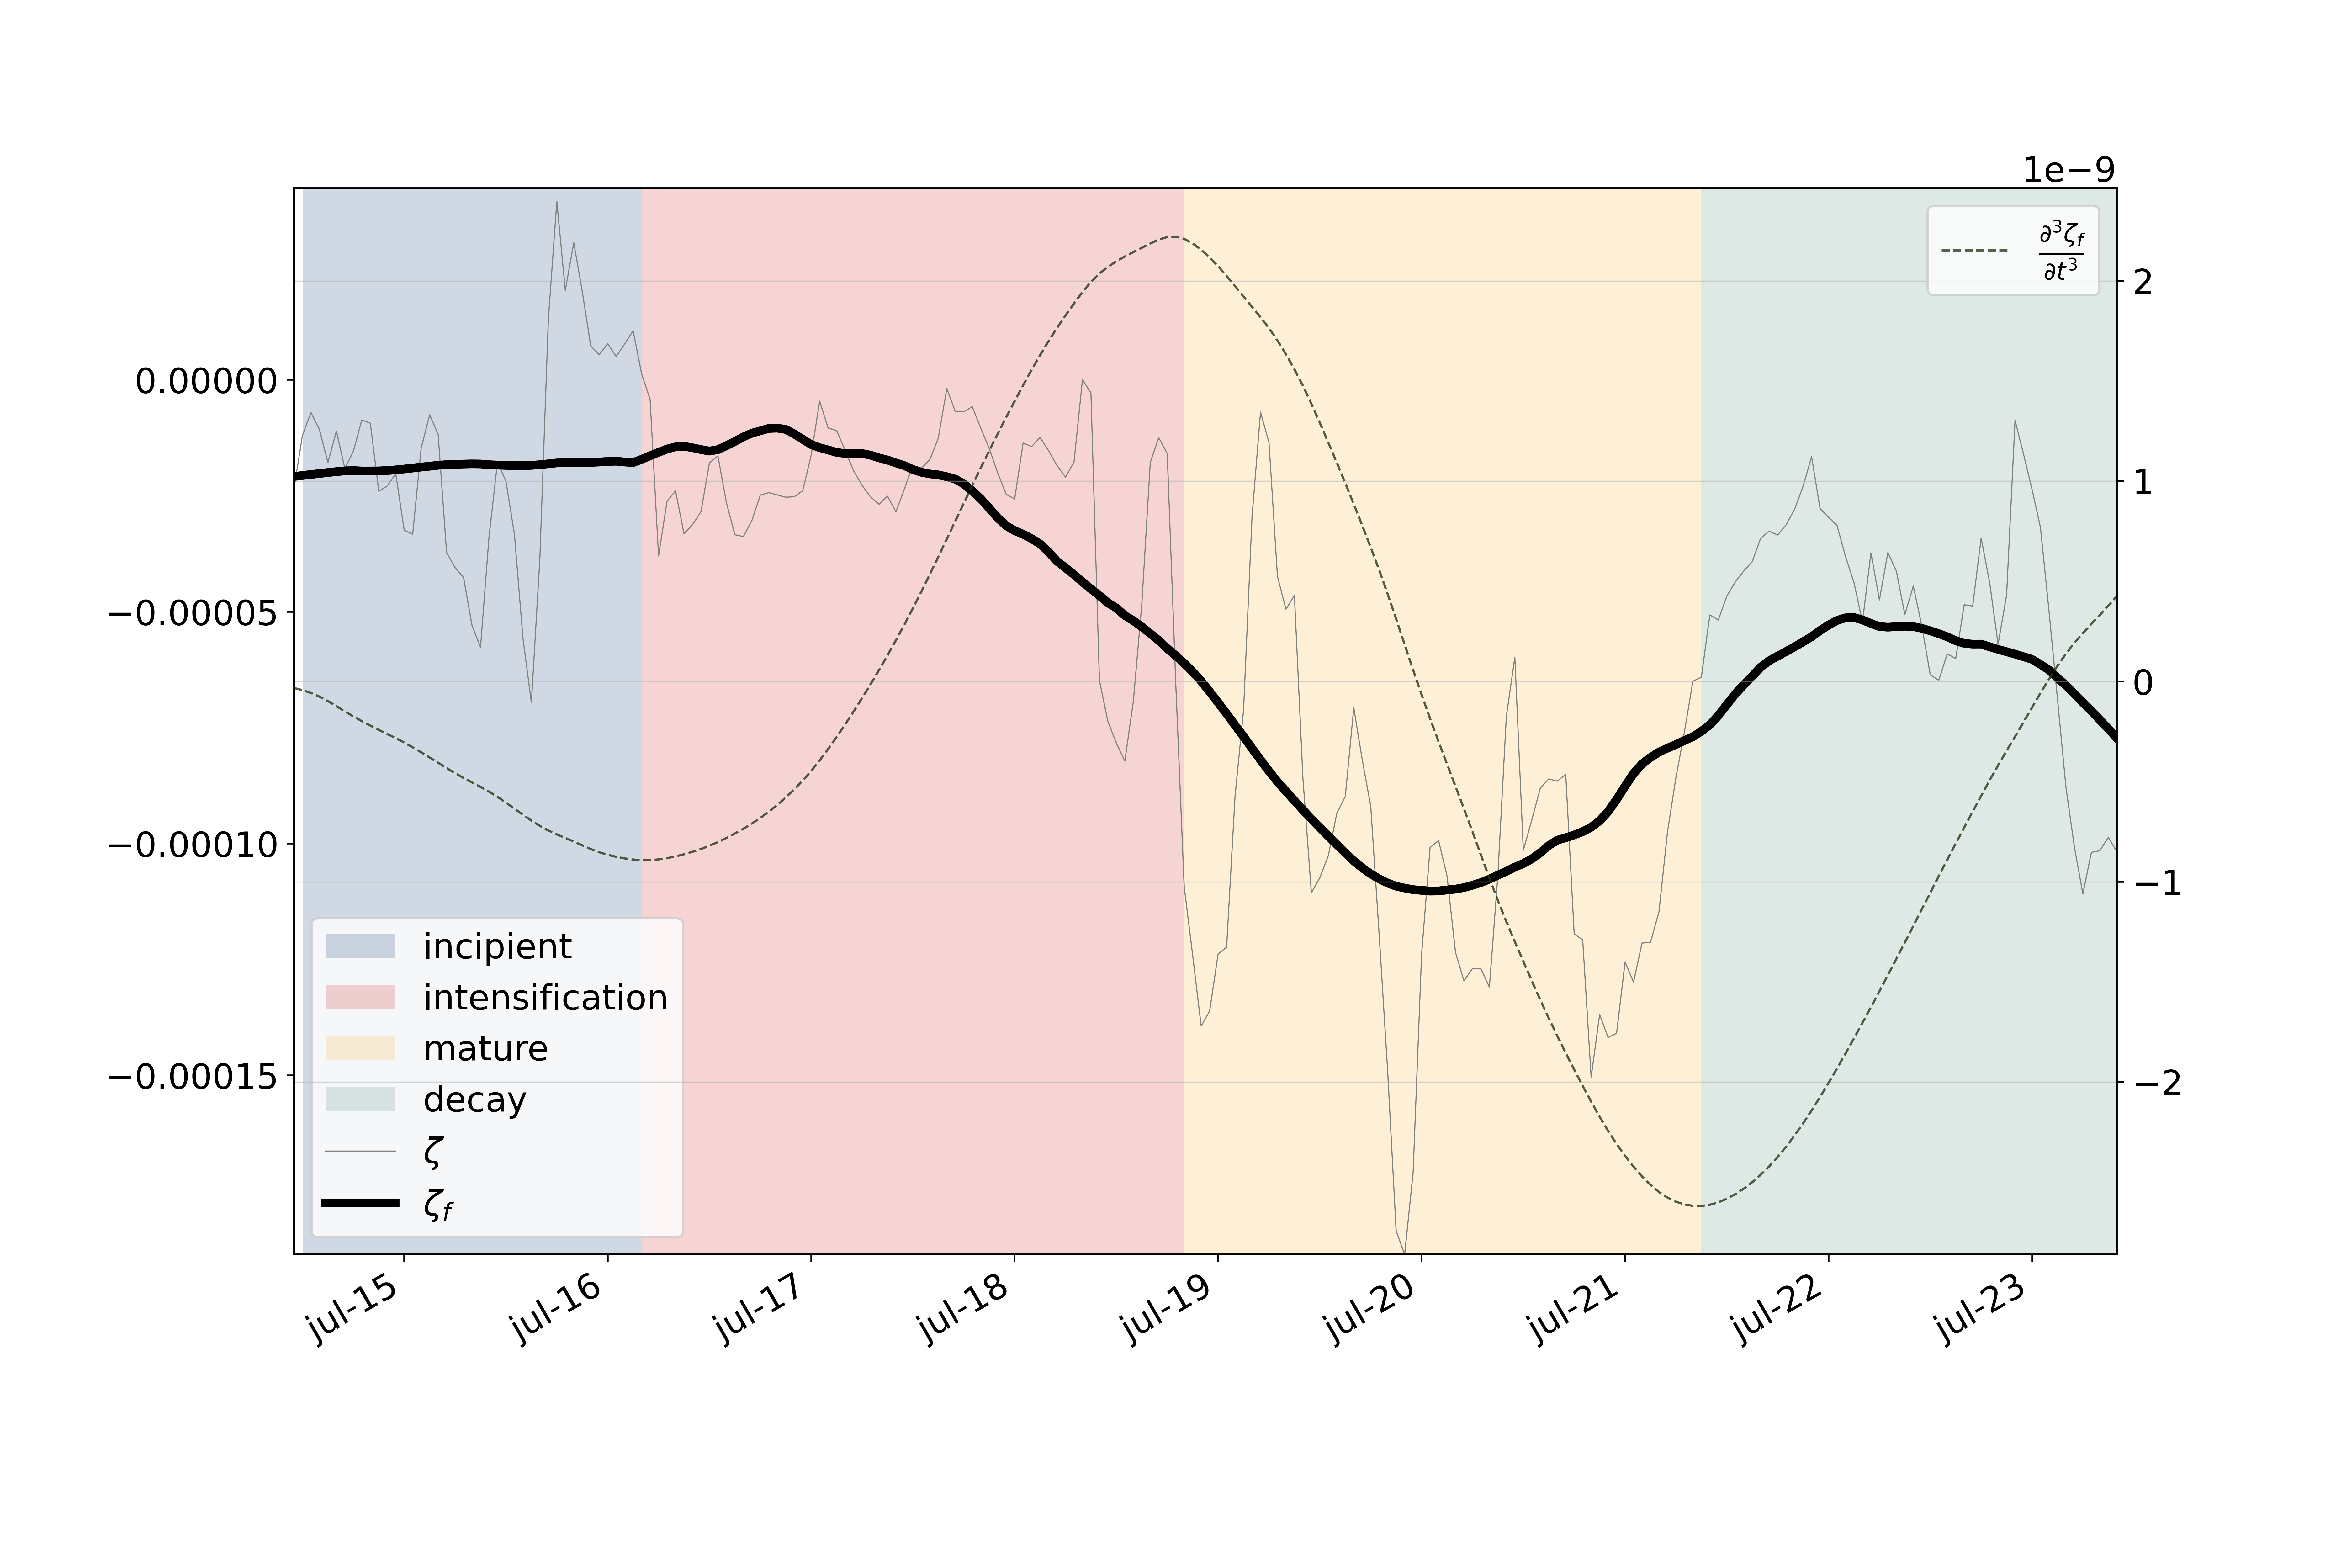 1e−9
∂³ζ_f
∂t³
2
1
0
−1
−2
0.00000
−0.00005
−0.00010
−0.00015
incipient
intensification
mature
decay
ζ
ζ_f
jul-15
jul-16
jul-17
jul-18
jul-19
jul-20
jul-21
jul-22
jul-23